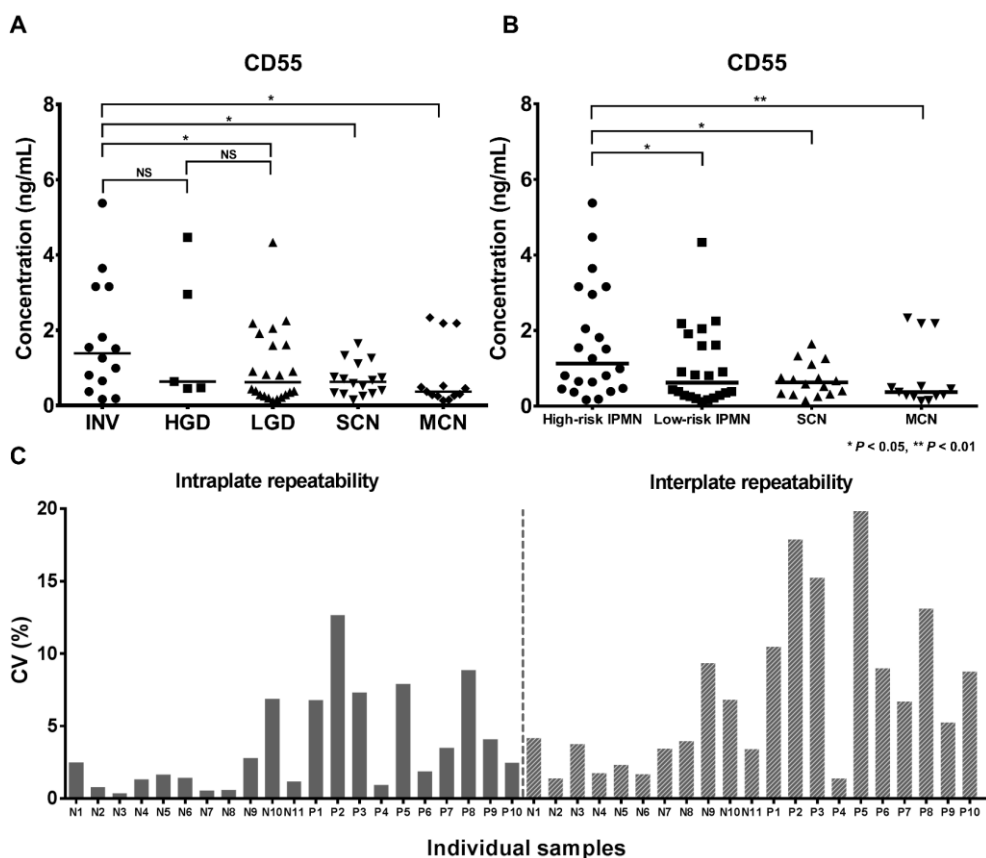 A
B
CD55
CD55
Concentration (ng/mL)
8
6
4
2
0
*
*
*
NS
NS
INV HGD LGD SCN MCN
Concentration (ng/mL)
8
6
4
2
0
**
*
*
High-risk IPMN Low-risk IPMN SCN MCN
* P < 0.05, ** P < 0.01
C
Intraplate repeatability
Interplate repeatability
CV (%)
20
15
10
5
0
N1 N2 N3 N4 N5 N6 N7 N8 N9 N10 N11 P1 P2 P3 P4 P5 P6 P7 P8 P9 P10 N1 N2 N3 N4 N5 N6 N7 N8 N9 N10 N11 P1 P2 P3 P4 P5 P6 P7 P8 P9 P10
Individual samples